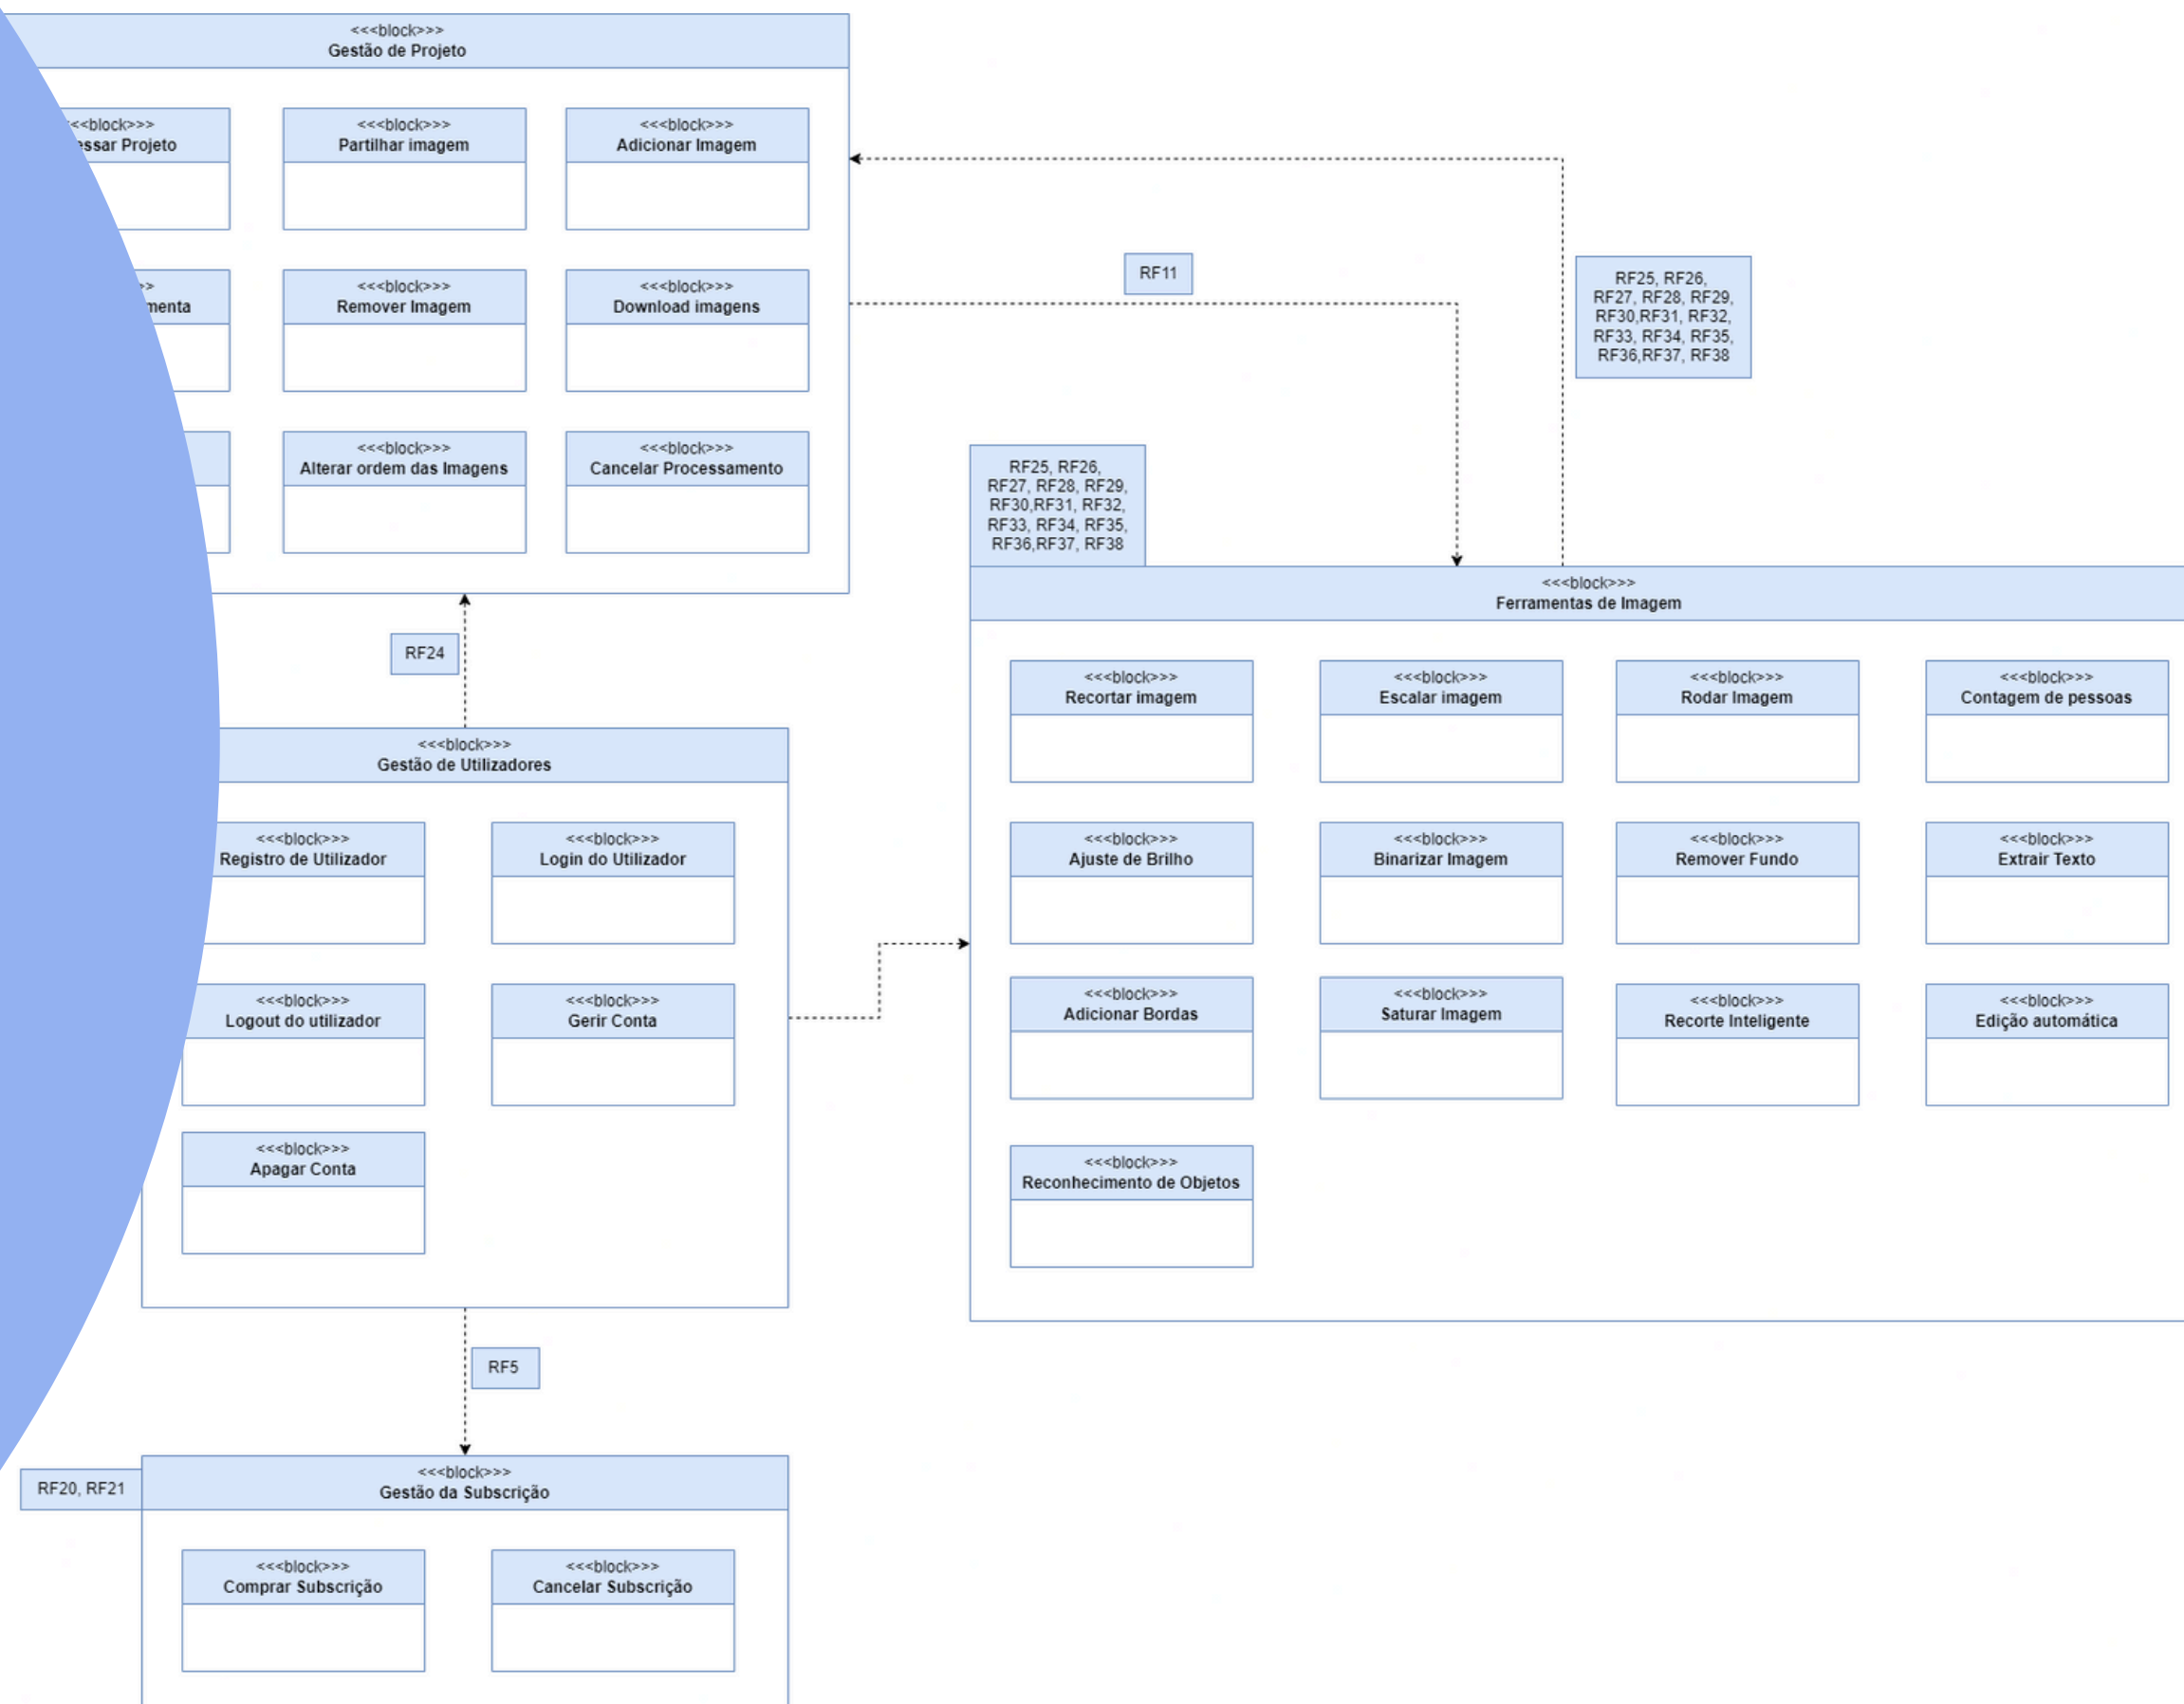 <<<block>>>
Gestão de Projeto
<<block>>>
Projeto
<<<block>>>
Partilhar imagem
<<<block>>>
Adicionar Imagem
<<<block>>>
Remover Imagem
<<<block>>>
Download imagens
<<<block>>>
Alterar ordem das Imagens
<<<block>>>
Cancelar Processamento
RF11
RF25, RF26,
RF27, RF28, RF29,
RF30,RF31, RF32,
RF33, RF34, RF35,
RF36,RF37, RF38
RF25, RF26,
RF27, RF28, RF29,
RF30,RF31, RF32,
RF33, RF34, RF35,
RF36,RF37, RF38
<<<block>>>
Ferramentas de Imagem
<<<block>>>
Recortar imagem
<<<block>>>
Escalar imagem
<<<block>>>
Rodar Imagem
<<<block>>>
Contagem de pessoas
<<<block>>>
Ajuste de Brilho
<<<block>>>
Binarizar Imagem
<<<block>>>
Remover Fundo
<<<block>>>
Extrair Texto
<<<block>>>
Adicionar Bordas
<<<block>>>
Saturar Imagem
<<<block>>>
Recorte Inteligente
<<<block>>>
Edição automática
<<<block>>>
Reconhecimento de Objetos
RF24
<<<block>>>
Gestão de Utilizadores
<<<block>>>
Registro de Utilizador
<<<block>>>
Login do Utilizador
<<<block>>>
Logout do utilizador
<<<block>>>
Gerir Conta
<<<block>>>
Apagar Conta
RF5
RF20, RF21
<<<block>>>
Gestão da Subscrição
<<<block>>>
Comprar Subscrição
<<<block>>>
Cancelar Subscrição